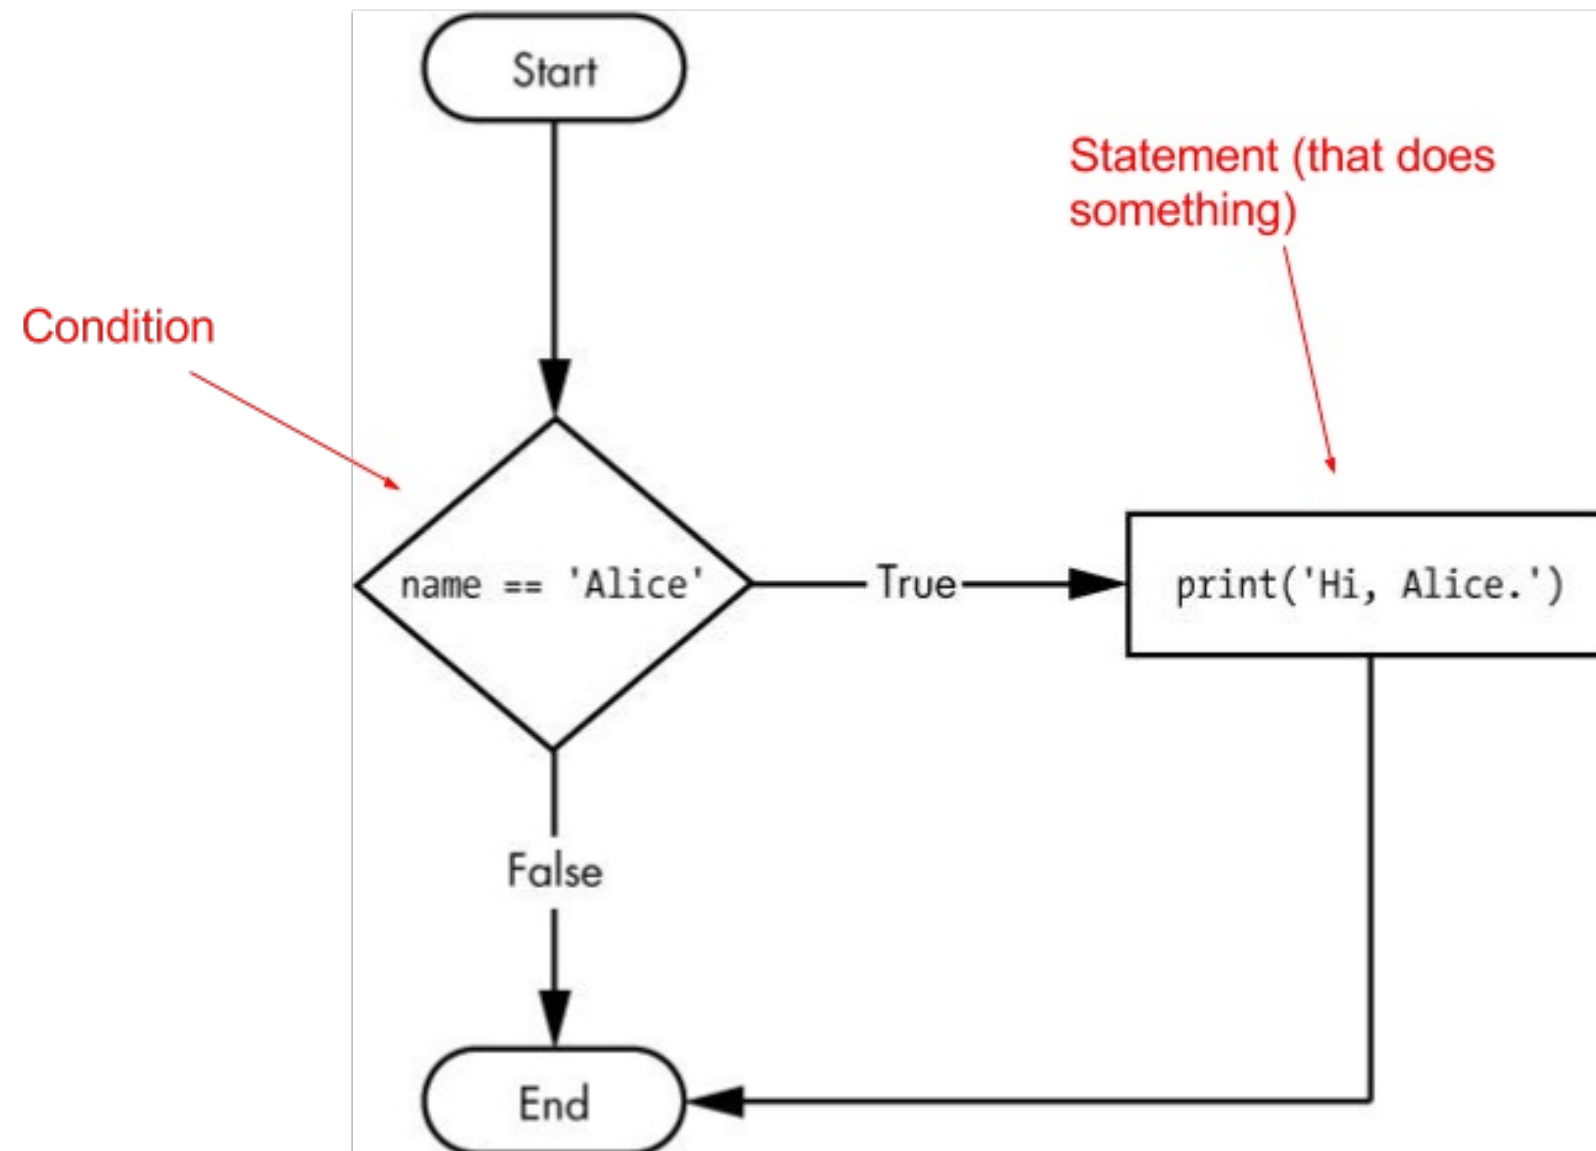 Start
Statement (that does
something)
Condition
name == 'Alice'
True
print('Hi, Alice.')
False
End